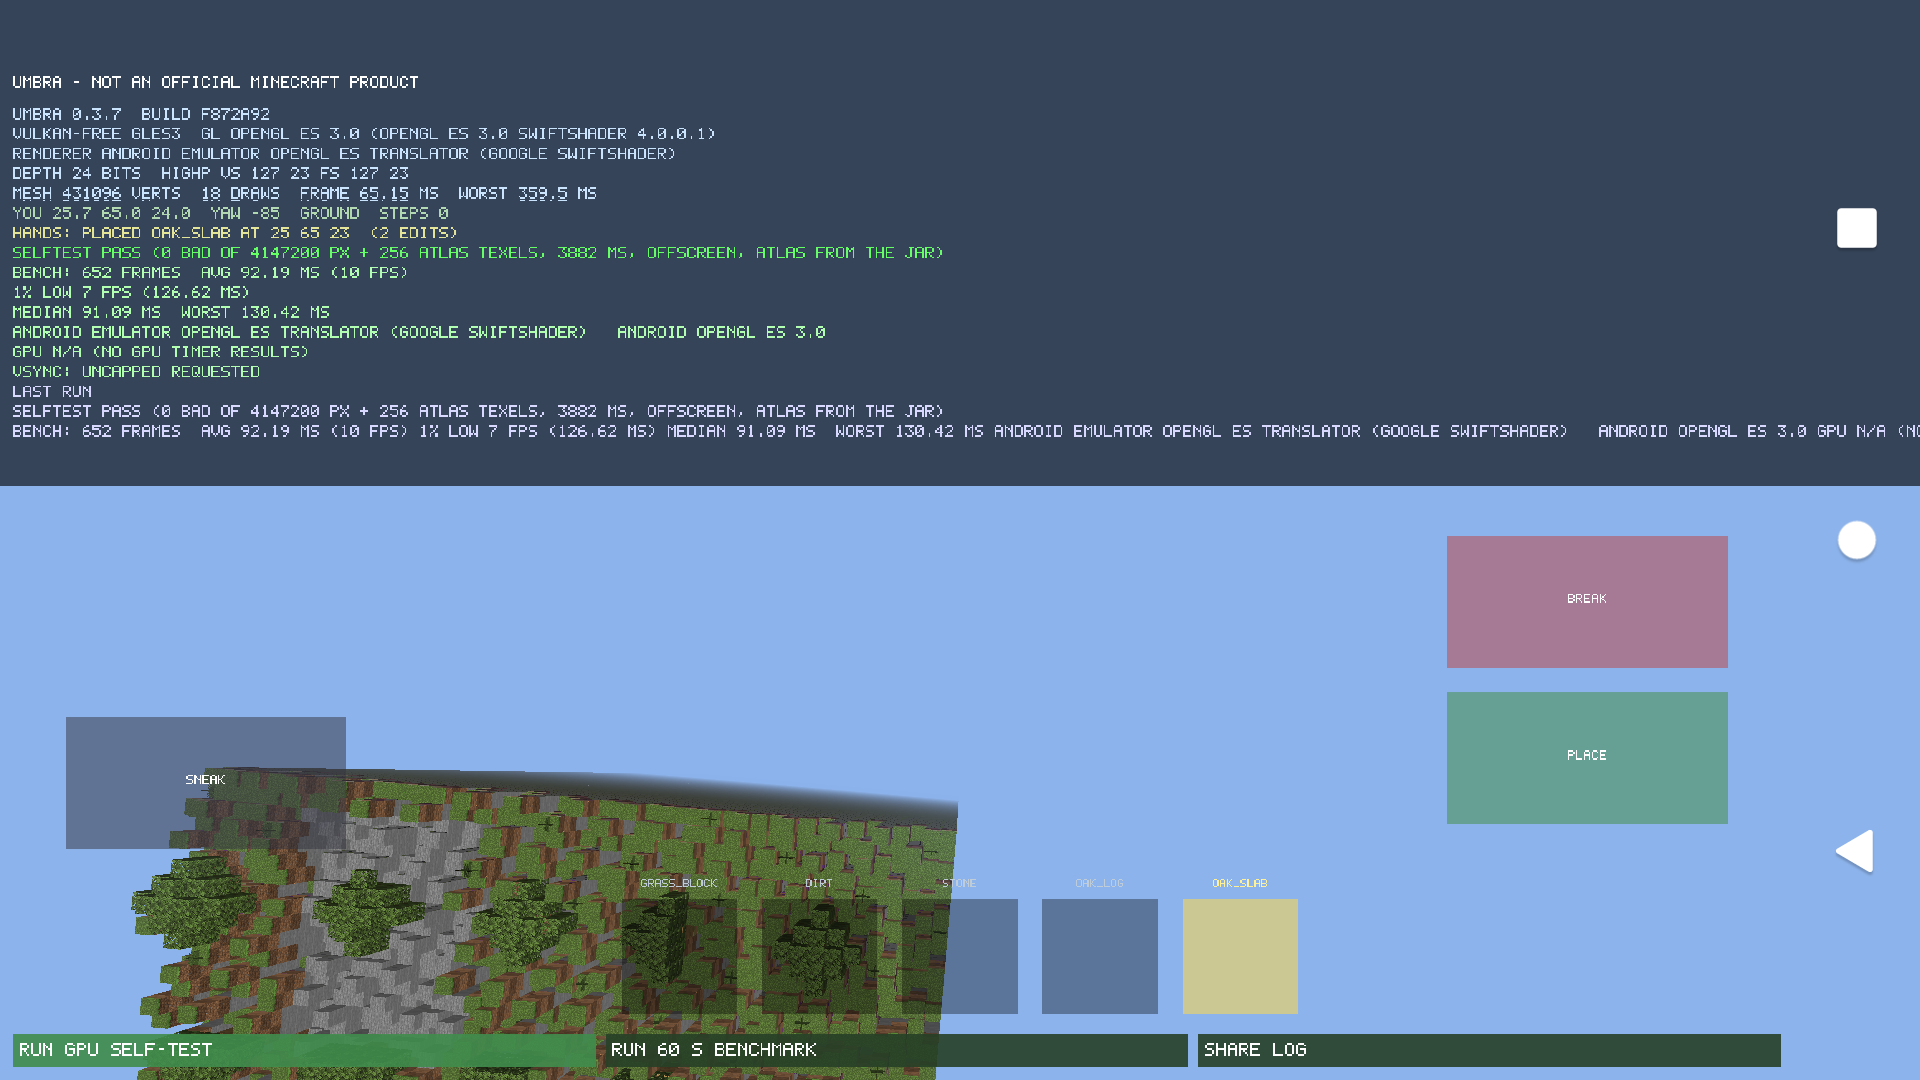 UMBRA - NOT AN OFFICIAL MINECRAFT PRODUCT
UMBRA 0.3.7  BUILD F872A92
VULKAN-FREE GLES3  GL OPENGL ES 3.0 (OPENGL ES 3.0 SWIFTSHADER 4.0.0.1)
RENDERER ANDROID EMULATOR OPENGL ES TRANSLATOR (GOOGLE SWIFTSHADER)
DEPTH 24 BITS  HIGHP VS 127 23 FS 127 23
MESH 431096 VERTS  18 DRAWS  FRAME 65.15 MS  WORST 359.5 MS
YOU 25.7 65.0 24.0  YAW -85  GROUND  STEPS 0
HANDS: PLACED OAK_SLAB AT 25 65 23  (2 EDITS)
SELFTEST PASS (0 BAD OF 4147200 PX + 256 ATLAS TEXELS, 3882 MS, OFFSCREEN, ATLAS FROM THE JAR)
BENCH: 652 FRAMES  AVG 92.19 MS (10 FPS)
1% LOW 7 FPS (126.62 MS)
MEDIAN 91.09 MS  WORST 130.42 MS
ANDROID EMULATOR OPENGL ES TRANSLATOR (GOOGLE SWIFTSHADER)   ANDROID OPENGL ES 3.0
GPU N/A (NO GPU TIMER RESULTS)
VSYNC: UNCAPPED REQUESTED
LAST RUN
SELFTEST PASS (0 BAD OF 4147200 PX + 256 ATLAS TEXELS, 3882 MS, OFFSCREEN, ATLAS FROM THE JAR)
BENCH: 652 FRAMES  AVG 92.19 MS (10 FPS) 1% LOW 7 FPS (126.62 MS) MEDIAN 91.09 MS  WORST 130.42 MS ANDROID EMULATOR OPENGL ES TRANSLATOR (GOOGLE SWIFTSHADER)   ANDROID OPENGL ES 3.0 GPU N/A (NO
BREAK
PLACE
SNEAK
GRASS_BLOCK
DIRT
STONE
OAK_LOG
OAK_SLAB
RUN GPU SELF-TEST
RUN 60 S BENCHMARK
SHARE LOG